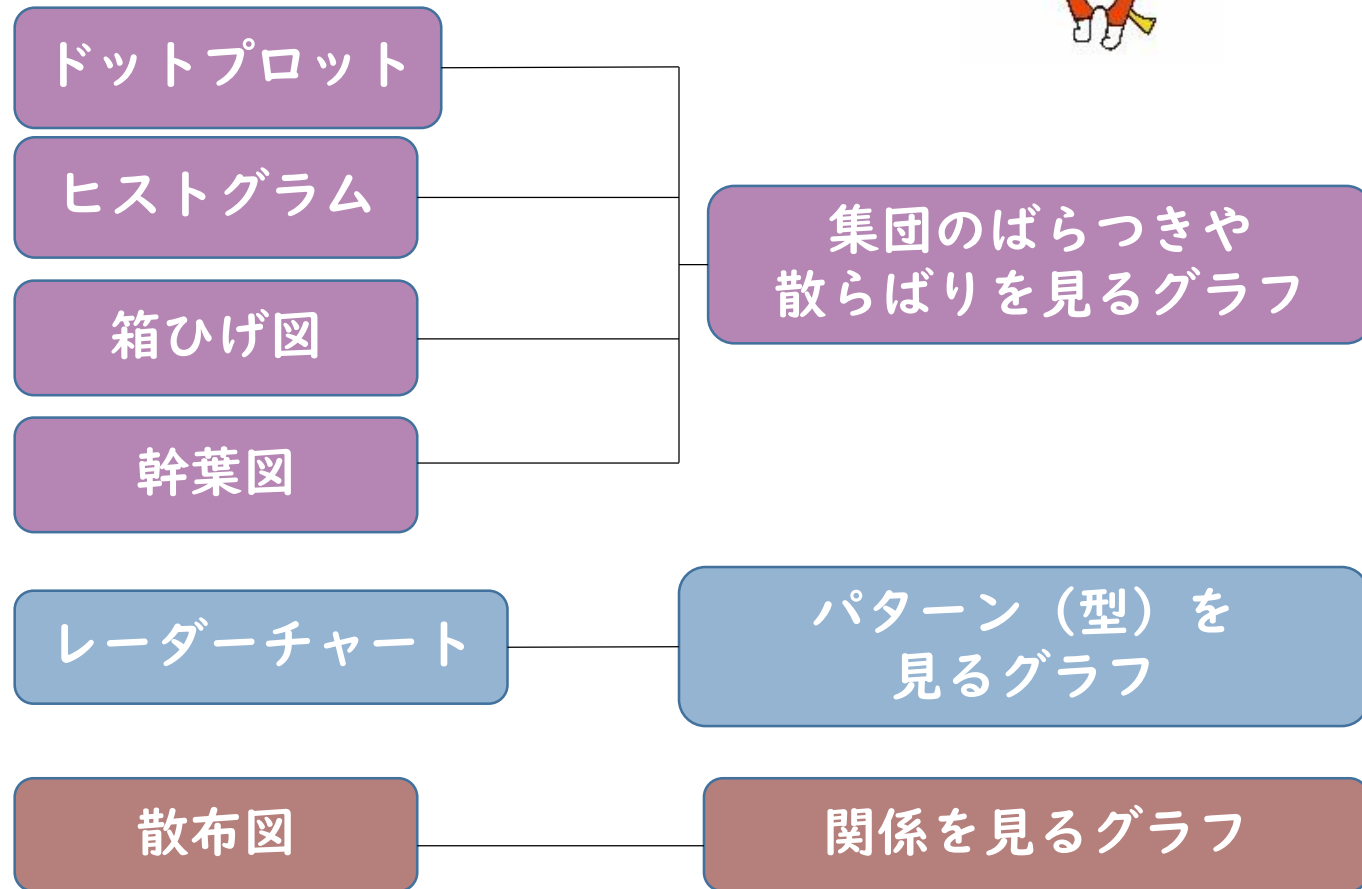 ドットプロット
ヒストグラム
箱ひげ図
幹葉図
集団のばらつきや
散らばりを見るグラフ
レーダーチャート
パターン（型）を
見るグラフ
散布図
関係を見るグラフ